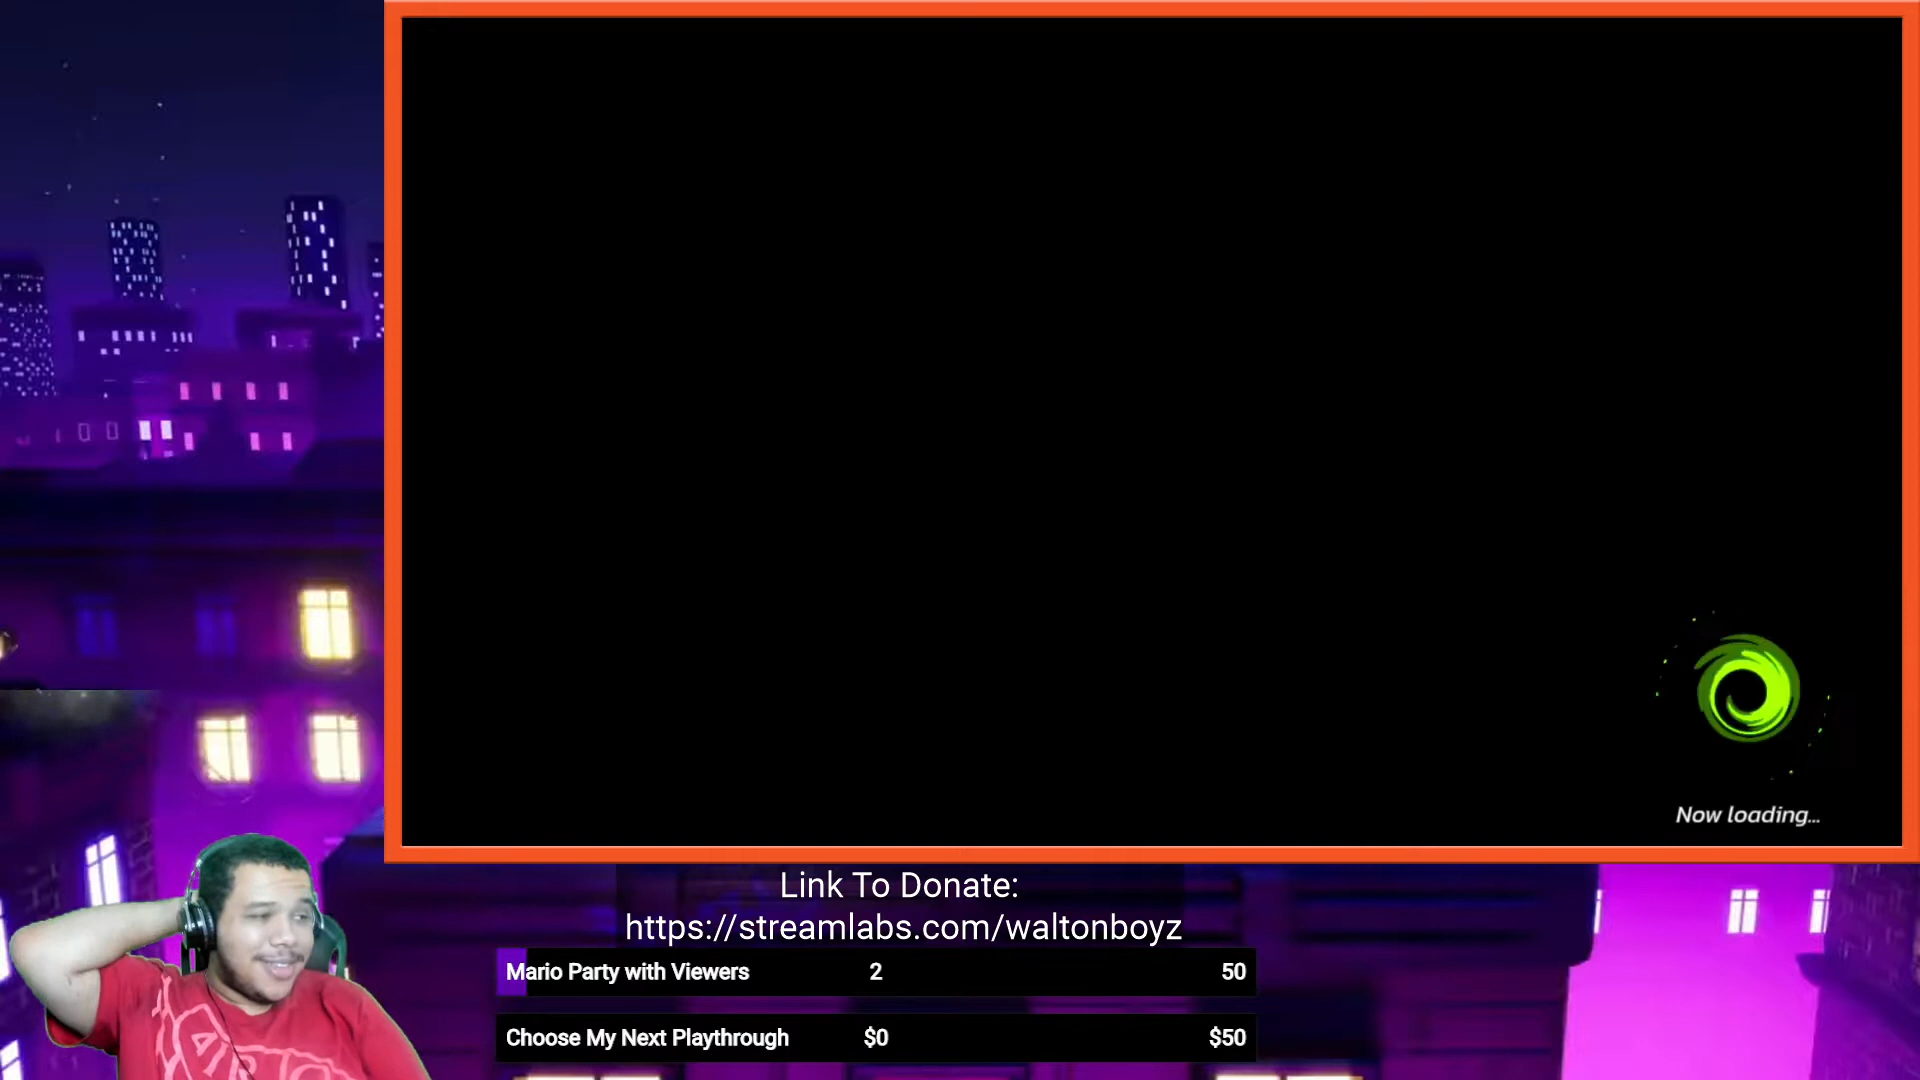 Now loading...
Link To Donate:
https://streamlabs.com/waltonboyz
Mario Party with Viewers 2 50
Choose My Next Playthrough $0 $50